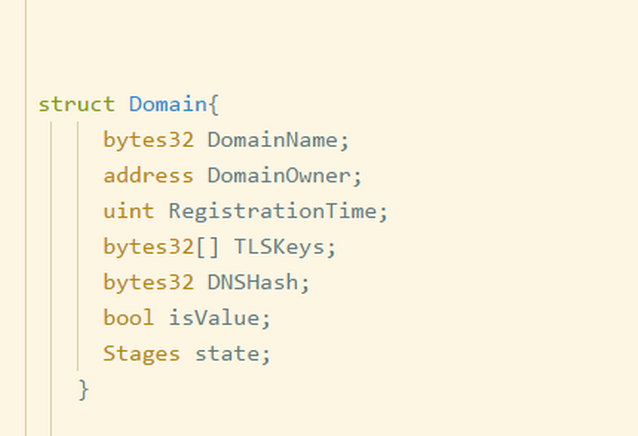 struct Domain{
bytes32 DomainName;
address DomainOwner;
uint RegistrationTime;
bytes32[] TLSKeys;
bytes32 DNSHash;
bool isValue;
Stages state;
}